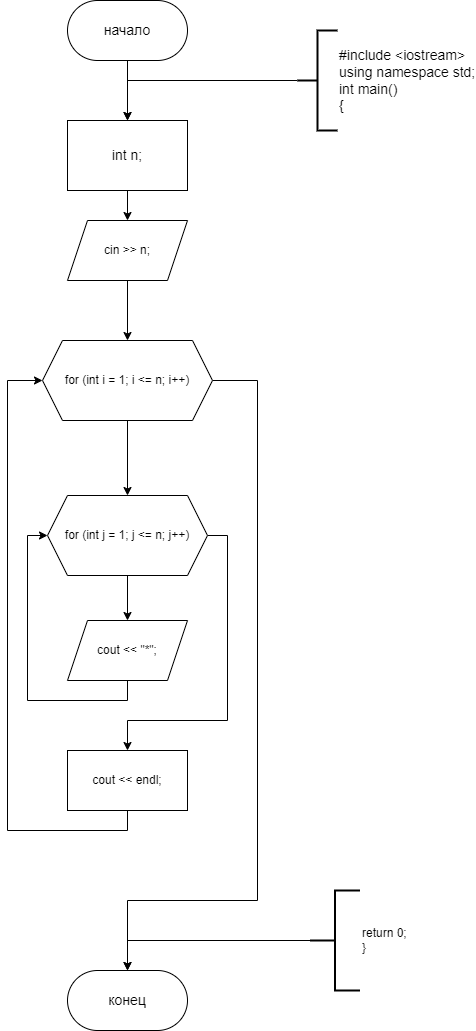 начало
#include <iostream>
using namespace std;
int main()
{
int n;
cin >> n;
for (int i = 1; i <= n; i++)
for (int j = 1; j <= n; j++)
cout << "*";
cout << endl;
return 0;
}
конец